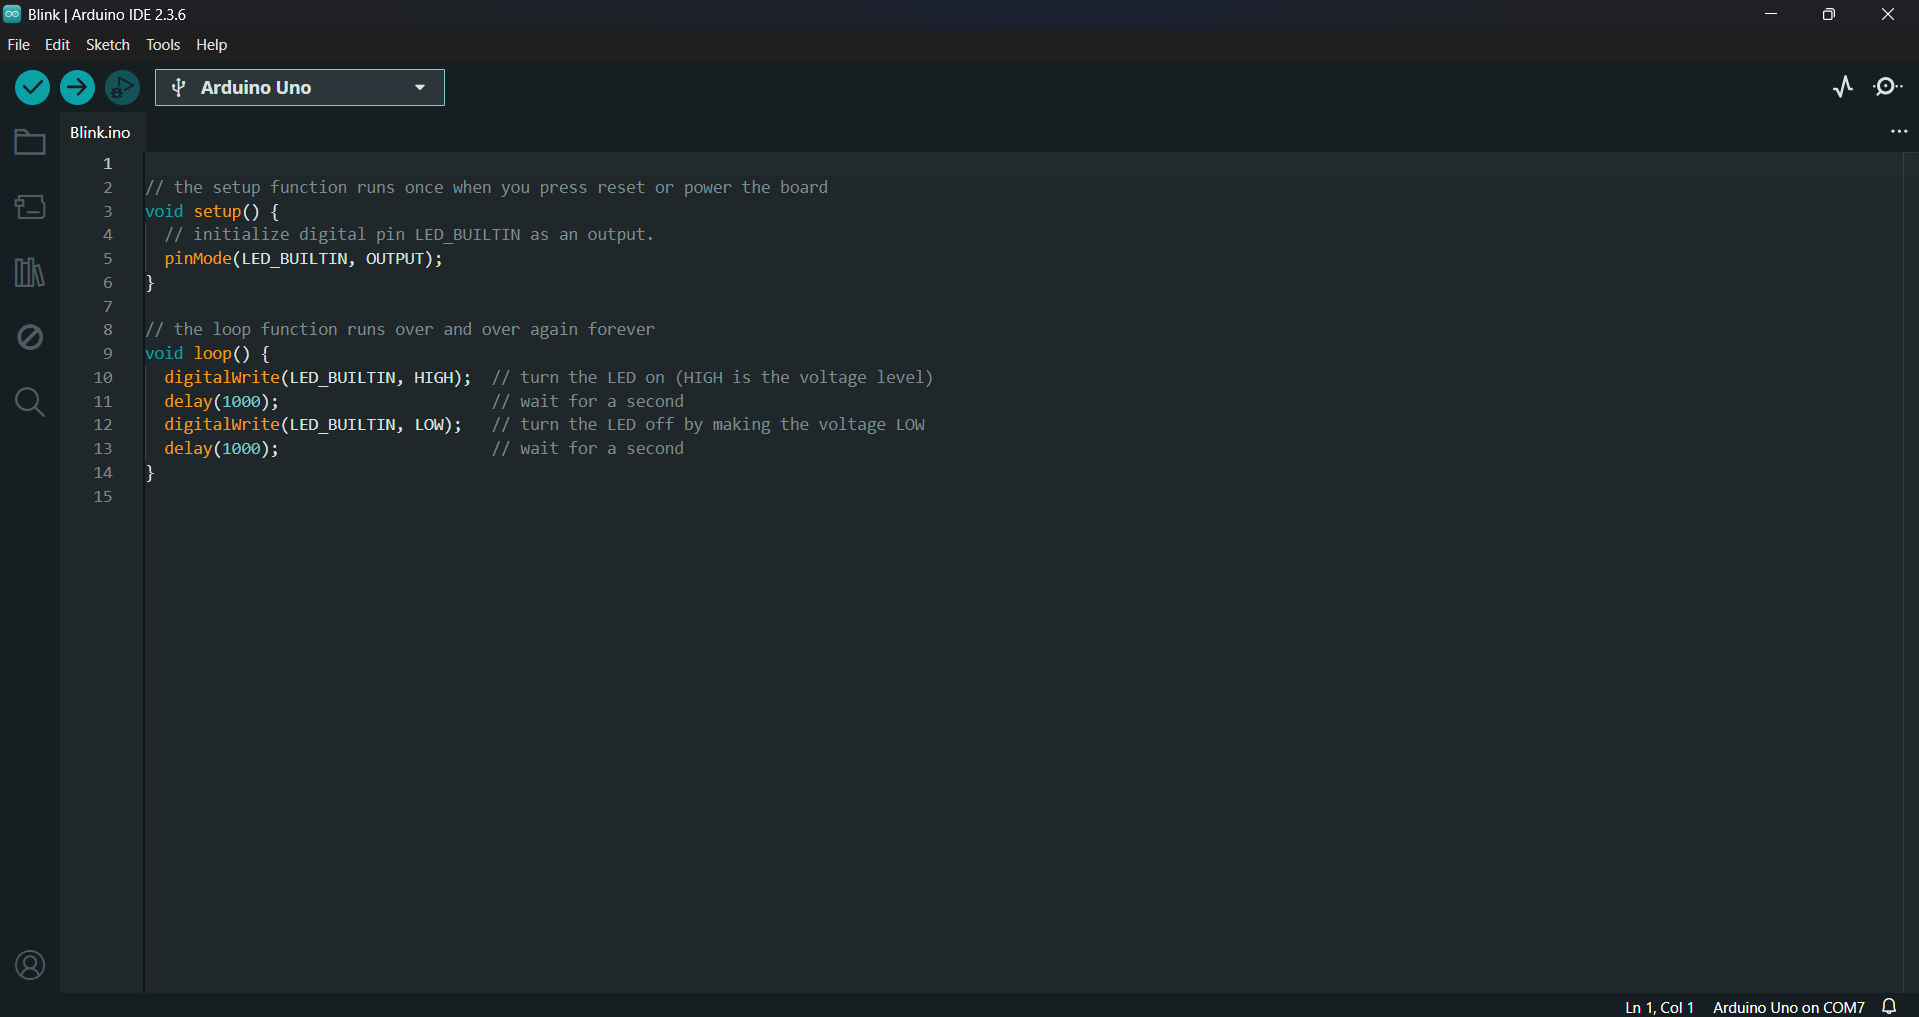 Blink | Arduino IDE 2.3.6
File Edit Sketch Tools Help
Arduino Uno
Blink.ino
1
2 // the setup function runs once when you press reset or power the board
3 void setup() {
4   // initialize digital pin LED_BUILTIN as an output.
5   pinMode(LED_BUILTIN, OUTPUT);
6 }
7
8 // the loop function runs over and over again forever
9 void loop() {
10   digitalWrite(LED_BUILTIN, HIGH);  // turn the LED on (HIGH is the voltage level)
11   delay(1000);                      // wait for a second
12   digitalWrite(LED_BUILTIN, LOW);   // turn the LED off by making the voltage LOW
13   delay(1000);                      // wait for a second
14 }
15
Ln 1, Col 1 Arduino Uno on COM7